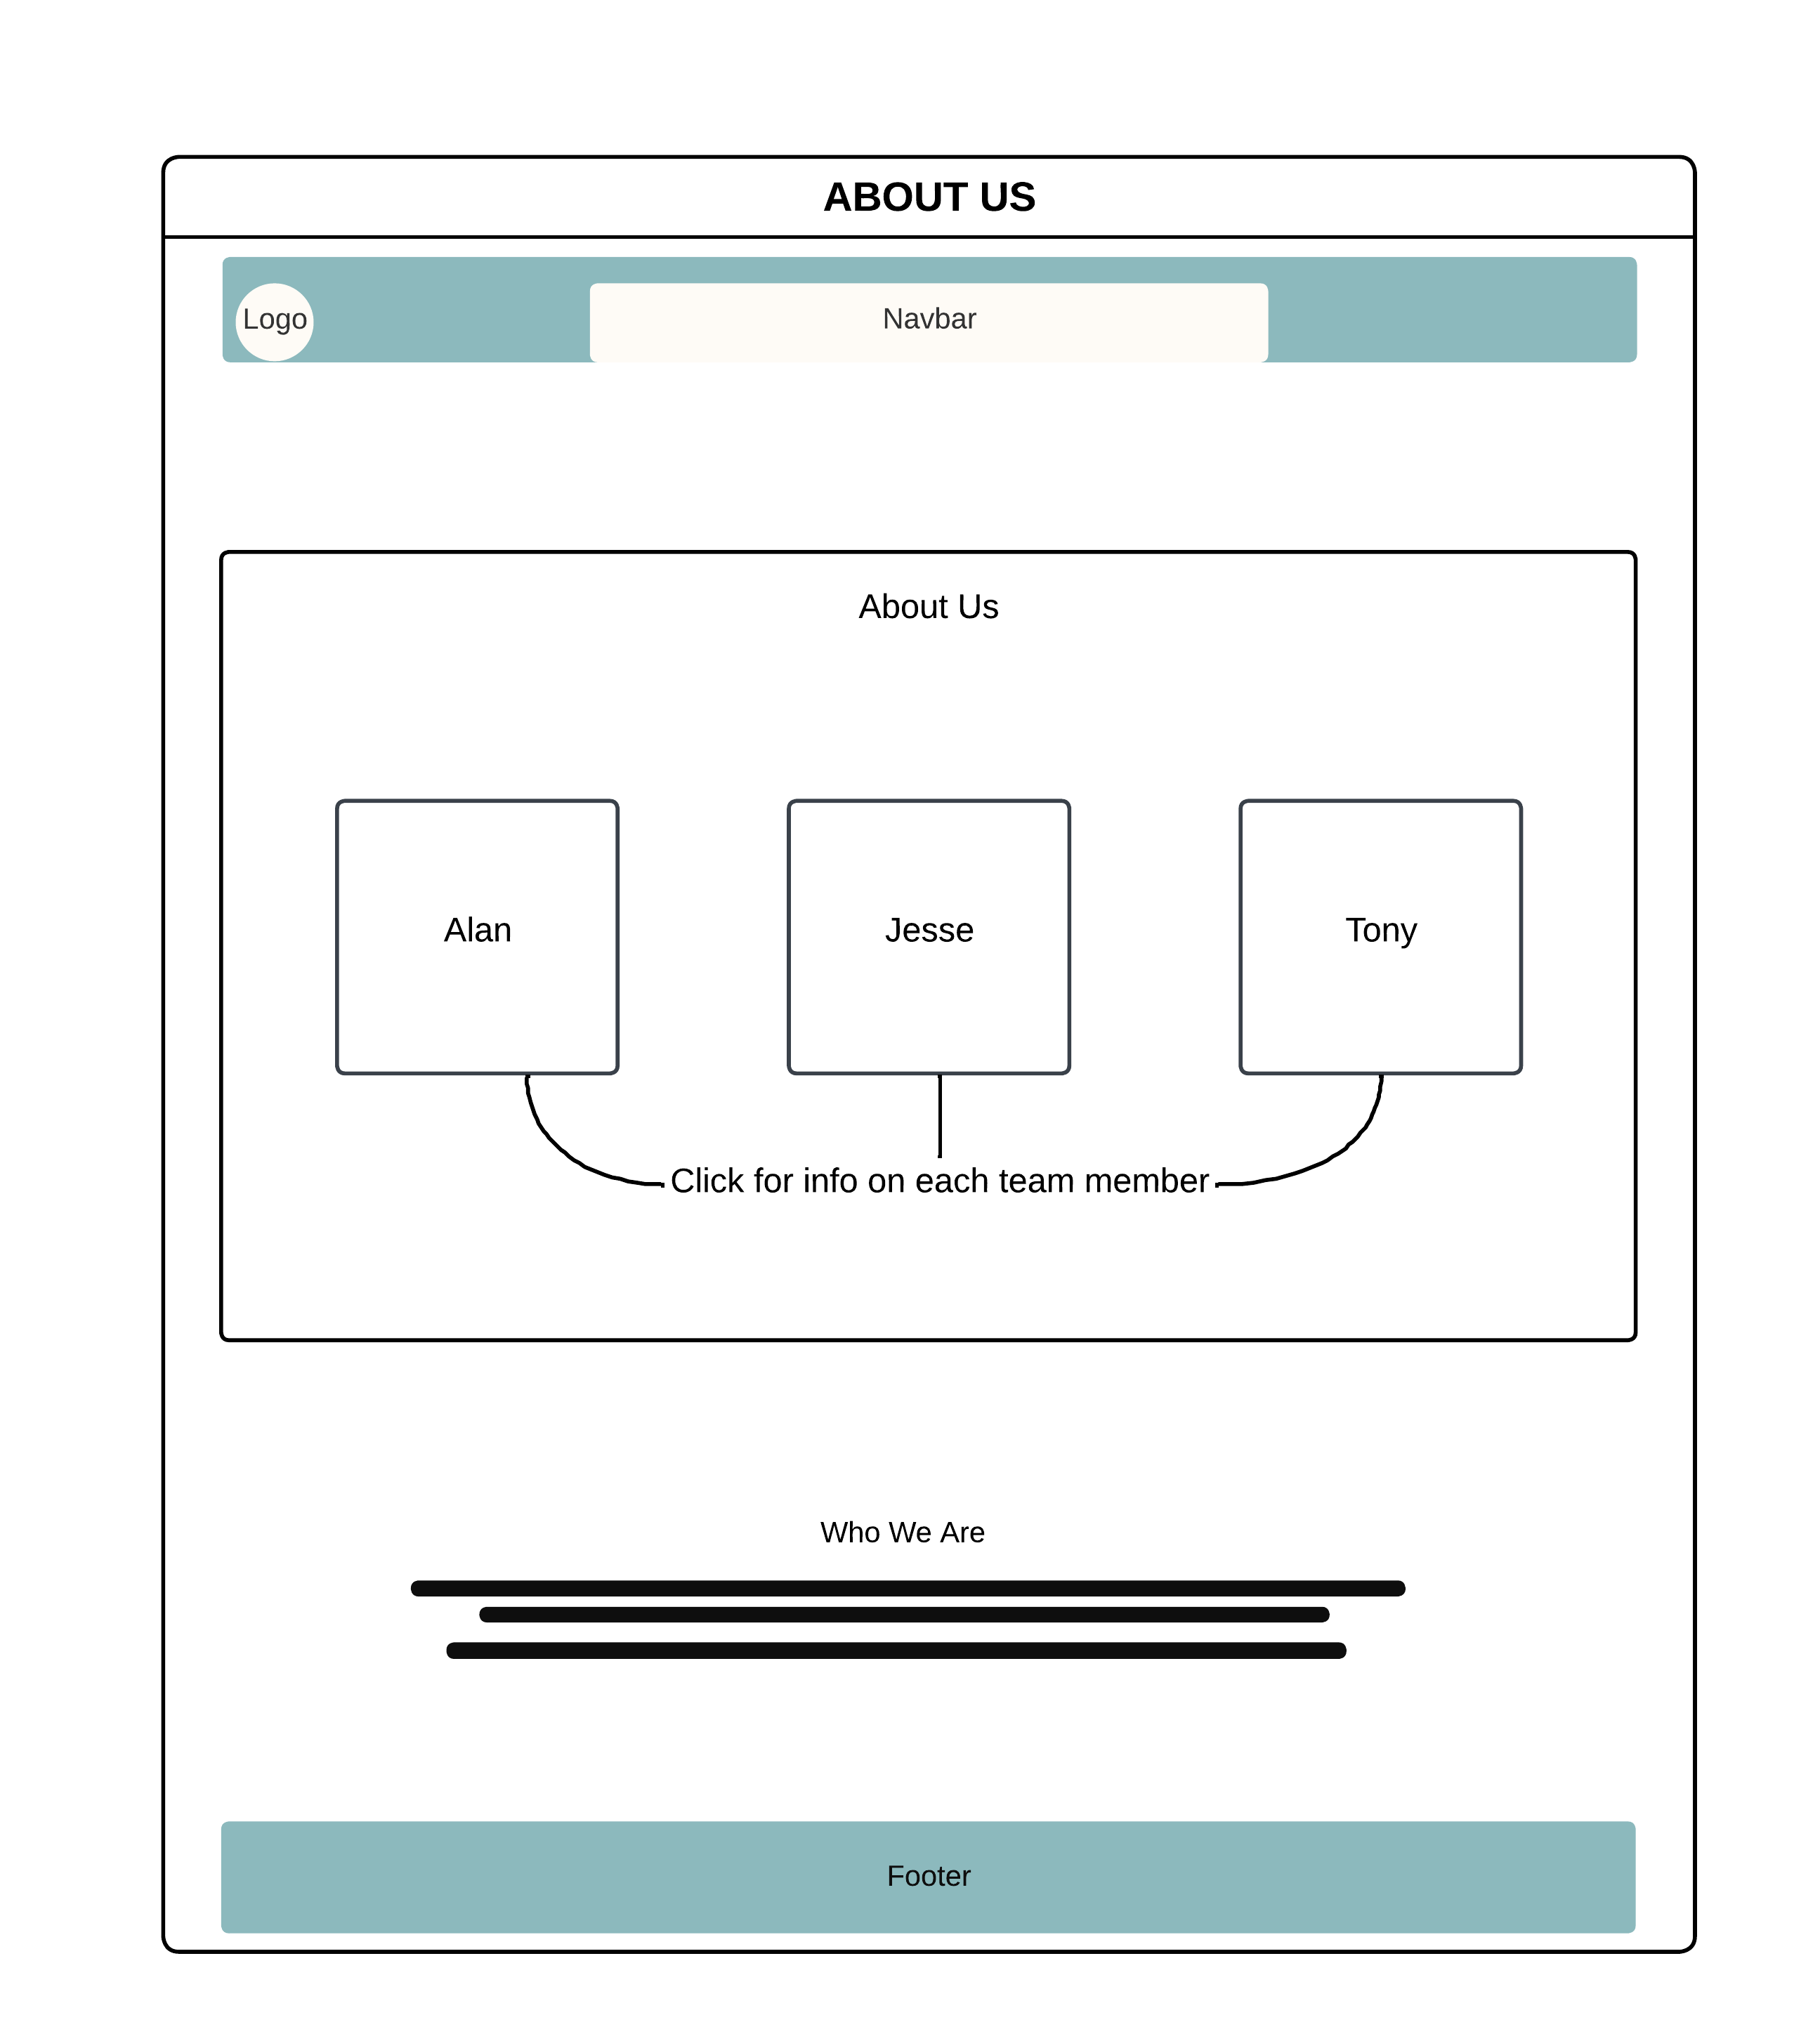 ABOUT US
Logo
Navbar
About Us
Alan
Jesse
Tony
Click for info on each team member
Who We Are
Footer